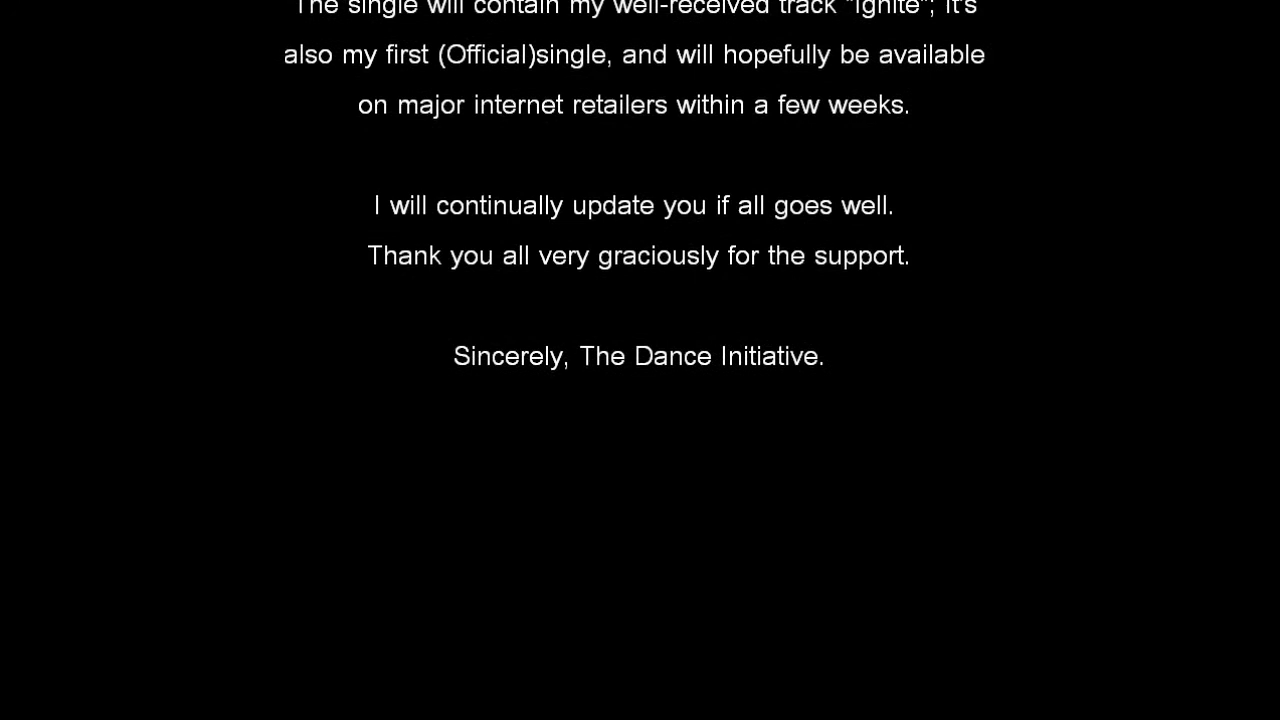 The single will contain my well-received track "Ignite"; it's
also my first (Official)single, and will hopefully be available
on major internet retailers within a few weeks.
I will continually update you if all goes well.
Thank you all very graciously for the support.
Sincerely, The Dance Initiative.